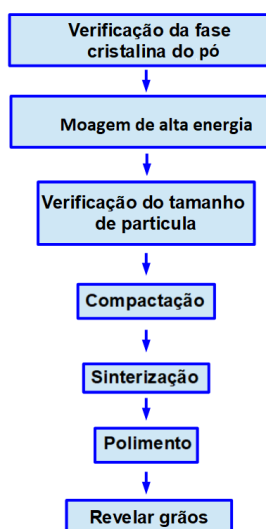 Verificação da fase
cristalina do pó
Moagem de alta energia
Verificação do tamanho
de particula
Compactação
Sinterização
Polimento
Revelar grãos